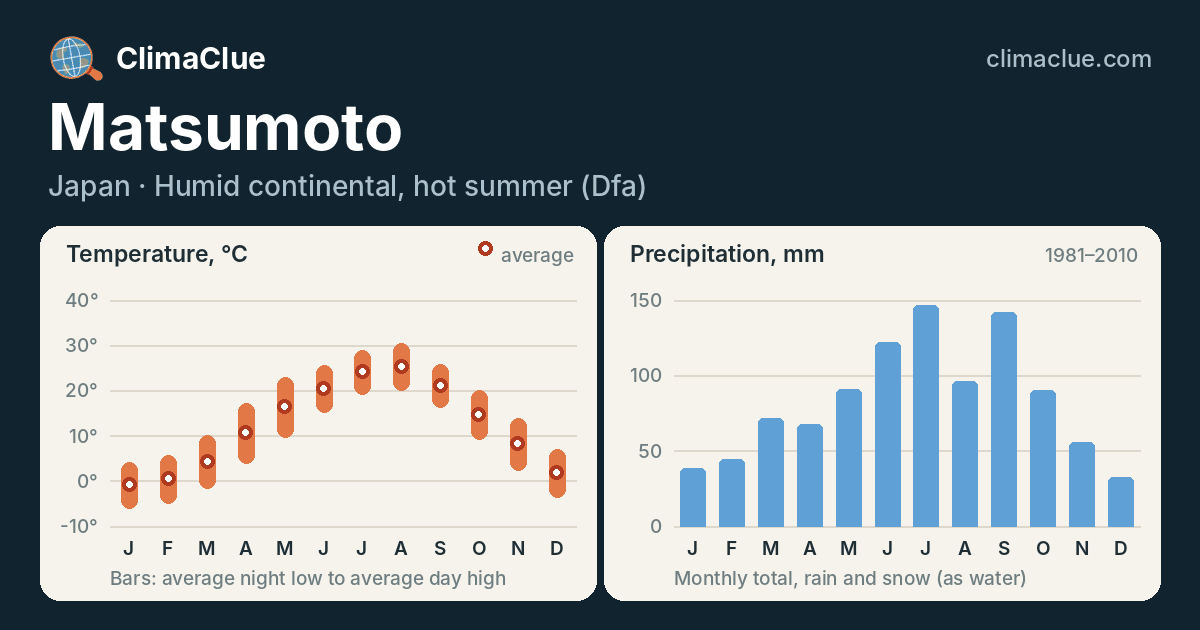 ClimaClue
climaclue.com
Matsumoto
Japan · Humid continental, hot summer (Dfa)
Temperature, °C
average
40°
30°
20°
10°
0°
-10°
J F M A M J J A S O N D
Bars: average night low to average day high
Precipitation, mm
1981–2010
150
100
50
0
J F M A M J J A S O N D
Monthly total, rain and snow (as water)